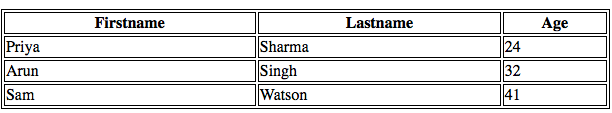 Firstname Lastname Age
Priya Sharma 24
Arun Singh 32
Sam Watson 41